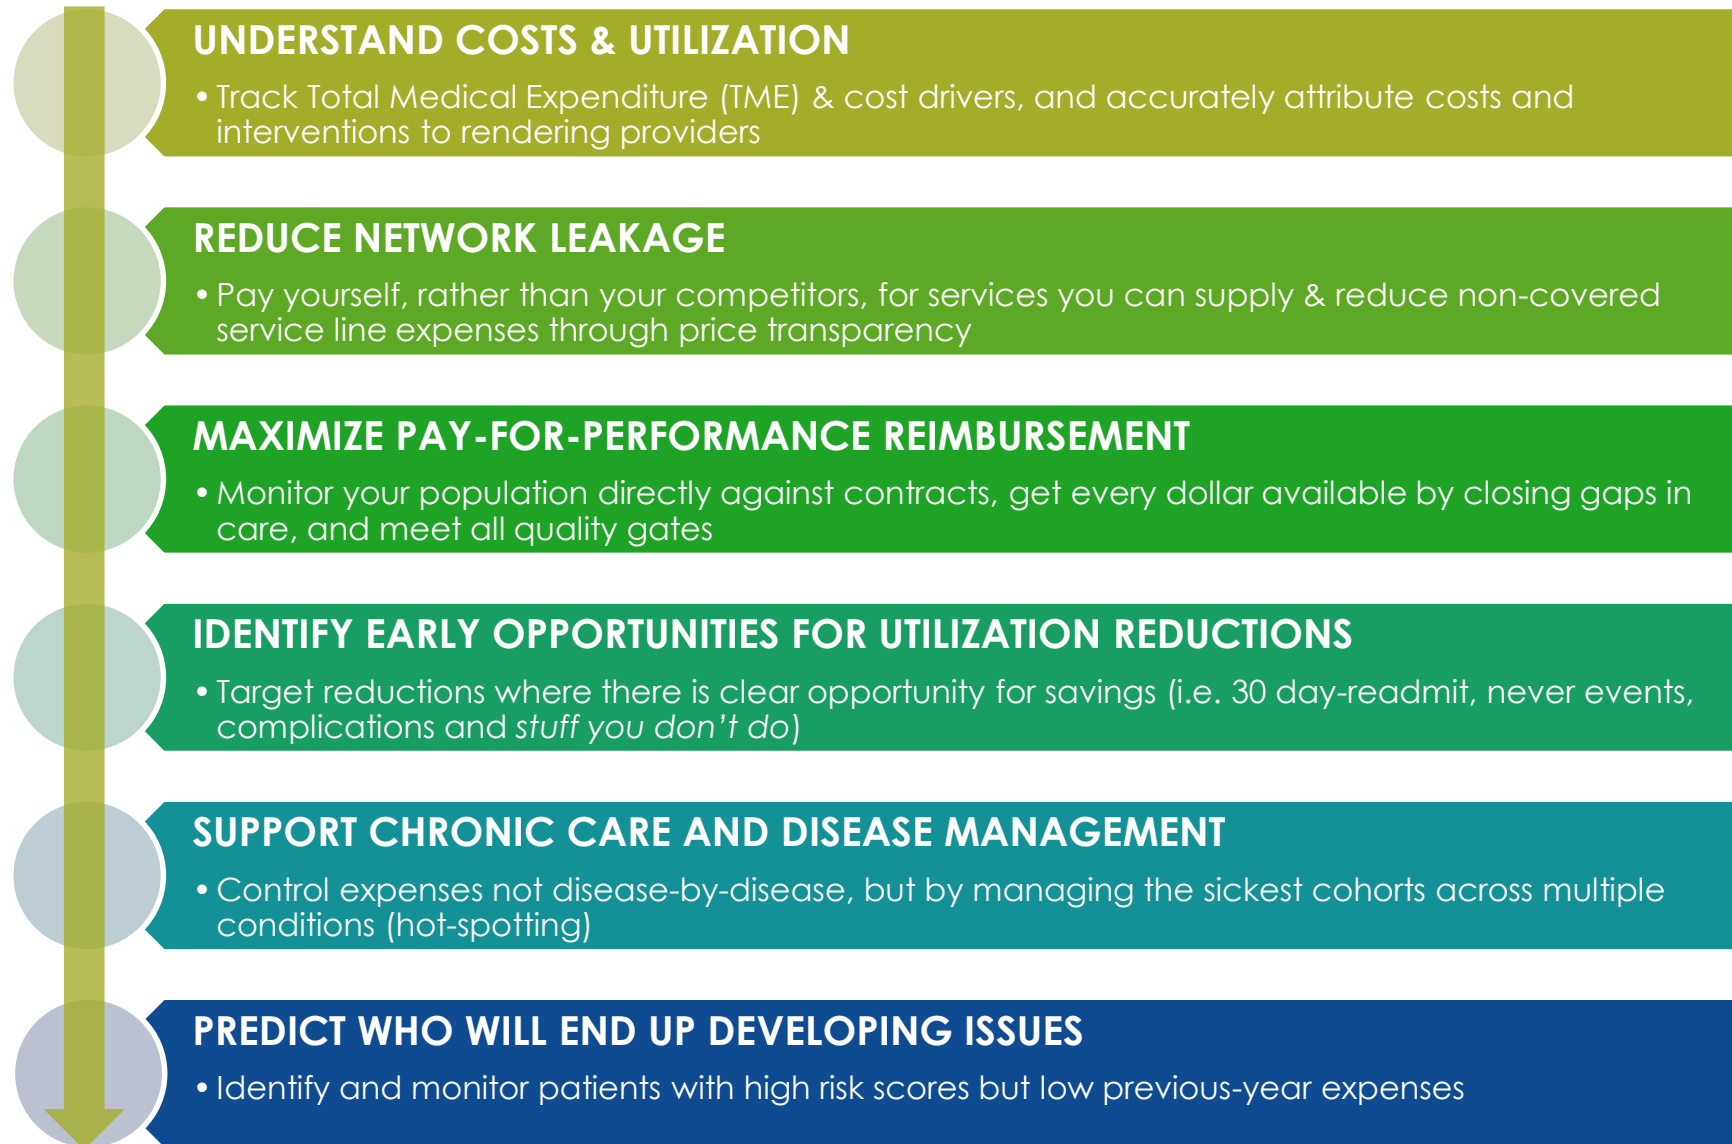 UNDERSTAND COSTS & UTILIZATION
• Track Total Medical Expenditure (TME) & cost drivers, and accurately attribute costs and
interventions to rendering providers
REDUCE NETWORK LEAKAGE
• Pay yourself, rather than your competitors, for services you can supply & reduce non-covered
service line expenses through price transparency
MAXIMIZE PAY-FOR-PERFORMANCE REIMBURSEMENT
• Monitor your population directly against contracts, get every dollar available by closing gaps in
care, and meet all quality gates
IDENTIFY EARLY OPPORTUNITIES FOR UTILIZATION REDUCTIONS
• Target reductions where there is clear opportunity for savings (i.e. 30 day-readmit, never events,
complications and stuff you don’t do)
SUPPORT CHRONIC CARE AND DISEASE MANAGEMENT
• Control expenses not disease-by-disease, but by managing the sickest cohorts across multiple
conditions (hot-spotting)
PREDICT WHO WILL END UP DEVELOPING ISSUES
• Identify and monitor patients with high risk scores but low previous-year expenses